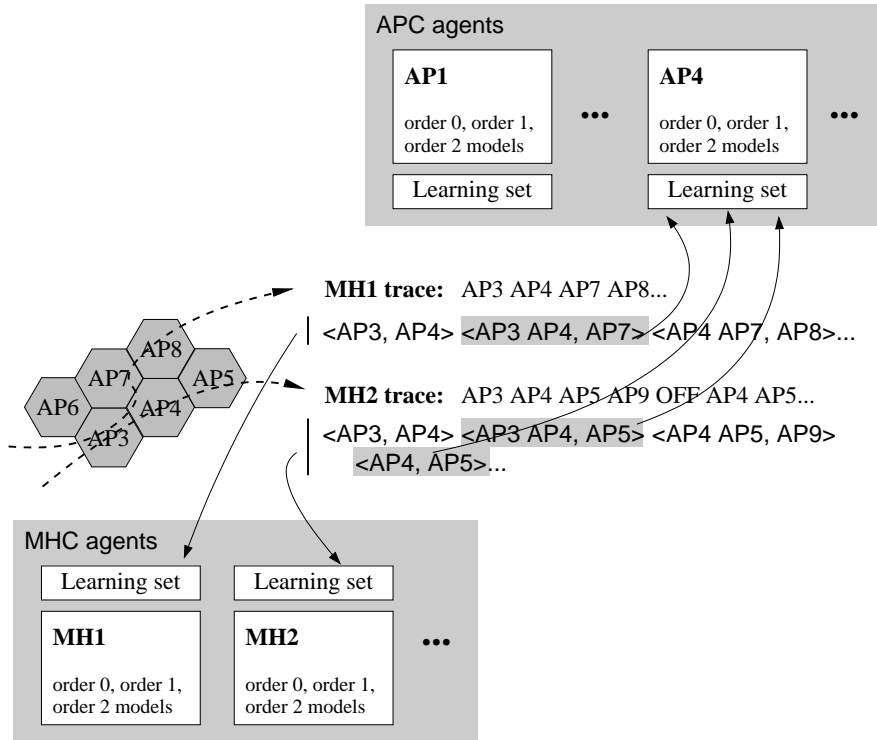 APC agents
AP1
order 0, order 1,
order 2 models
Learning set
...
AP4
order 0, order 1,
order 2 models
Learning set
...
MH1 trace: AP3 AP4 AP7 AP8...
<AP3, AP4> <AP3 AP4, AP7> <AP4 AP7, AP8>...
AP8
AP7
AP5
AP6
AP4
AP3
MH2 trace: AP3 AP4 AP5 AP9 OFF AP4 AP5...
<AP3, AP4> <AP3 AP4, AP5> <AP4 AP5, AP9>
<AP4, AP5>...
MHC agents
Learning set
MH1
order 0, order 1,
order 2 models
Learning set
MH2
order 0, order 1,
order 2 models
...